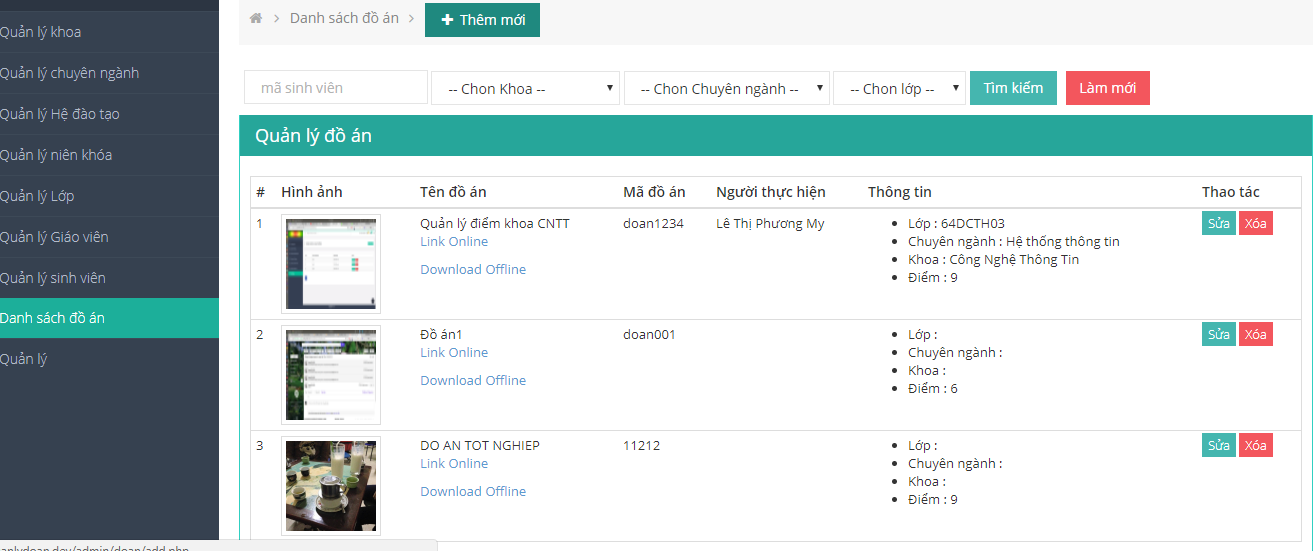 Danh sách đồ án
Thêm mới
Quản lý khoa
Quản lý chuyên ngành
Quản lý Hệ đào tạo
Quản lý niên khóa
Quản lý Lớp
Quản lý Giáo viên
Quản lý sinh viên
Danh sách đồ án
Quản lý
mã sinh viên
-- Chon Khoa --
-- Chon Chuyên ngành --
-- Chon lớp --
Tìm kiếm
Làm mới
Quản lý đồ án
# Hình ảnh Tên đồ án Mã đồ án Người thực hiện Thông tin Thao tác
1 Quản lý điểm khoa CNTT doan1234 Lê Thị Phương My
Link Online
Download Offline
Lớp : 64DCTH03
Chuyên ngành : Hệ thống thông tin
Khoa : Công Nghệ Thông Tin
Điểm : 9
Sửa Xóa
2 Đồ án1 doan001
Link Online
Download Offline
Lớp :
Chuyên ngành :
Khoa :
Điểm : 6
Sửa Xóa
3 DO AN TOT NGHIEP 11212
Link Online
Download Offline
Lớp :
Chuyên ngành :
Khoa :
Điểm : 9
Sửa Xóa